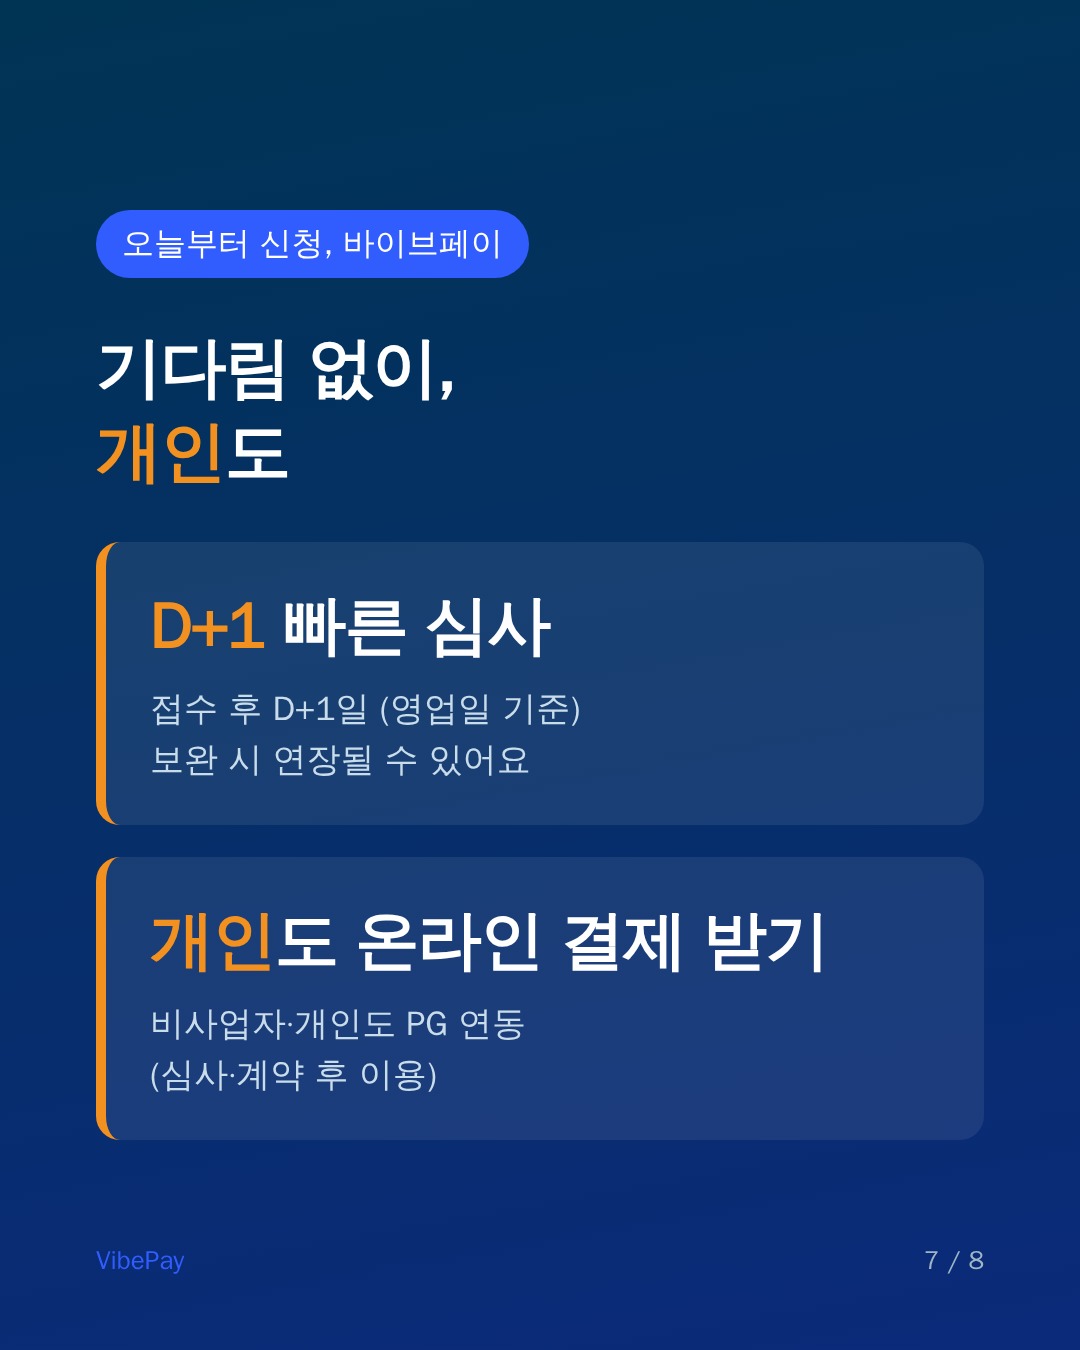 오늘부터 신청, 바이브페이
기다림 없이,
개인도
D+1 빠른 심사
접수 후 D+1일 (영업일 기준)
보완 시 연장될 수 있어요
개인도 온라인 결제 받기
비사업자·개인도 PG 연동
(심사·계약 후 이용)
VibePay
7 / 8